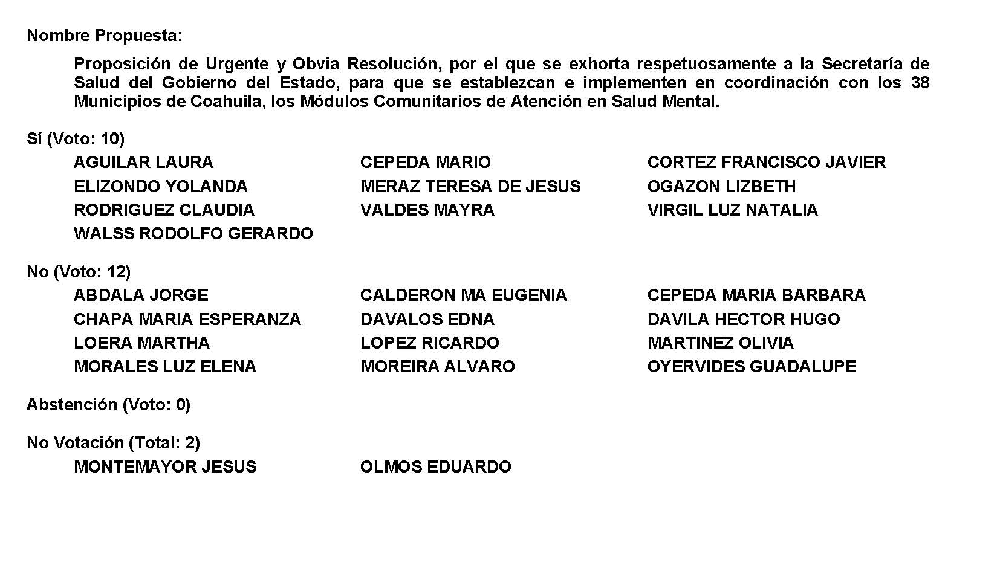 Nombre Propuesta:
Proposición de Urgente y Obvia Resolución, por el que se exhorta respetuosamente a la Secretaría de
Salud del Gobierno del Estado, para que se establezcan e implementen en coordinación con los 38
Municipios de Coahuila, los Módulos Comunitarios de Atención en Salud Mental.
Sí (Voto: 10)
AGUILAR LAURA CEPEDA MARIO CORTEZ FRANCISCO JAVIER
ELIZONDO YOLANDA MERAZ TERESA DE JESUS OGAZON LIZBETH
RODRIGUEZ CLAUDIA VALDES MAYRA VIRGIL LUZ NATALIA
WALSS RODOLFO GERARDO
No (Voto: 12)
ABDALA JORGE CALDERON MA EUGENIA CEPEDA MARIA BARBARA
CHAPA MARIA ESPERANZA DAVALOS EDNA DAVILA HECTOR HUGO
LOERA MARTHA LOPEZ RICARDO MARTINEZ OLIVIA
MORALES LUZ ELENA MOREIRA ALVARO OYERVIDES GUADALUPE
Abstención (Voto: 0)
No Votación (Total: 2)
MONTEMAYOR JESUS OLMOS EDUARDO